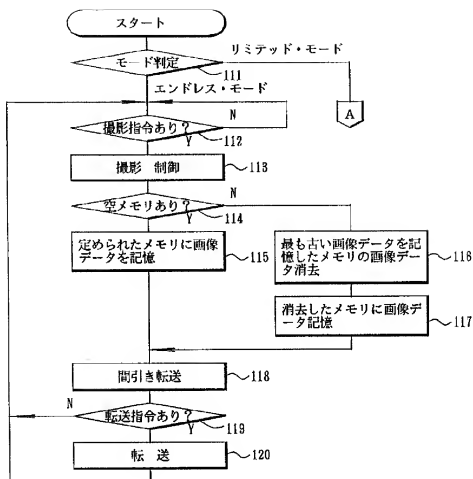 スタート
リミテッド・モード
モード判定
111
エンドレス・モード
A
N
撮影指令あり?
112
Y
撮影 制御
113
N
空メモリあり?
114
Y
定められたメモリに画像
データを記憶
115
最も古い画像データを記
憶したメモリの画像デー
タ消去
116
消去したメモリに画像デ
ータ記憶
117
間引き転送
118
N
転送指令あり?
119
Y
転 送
120